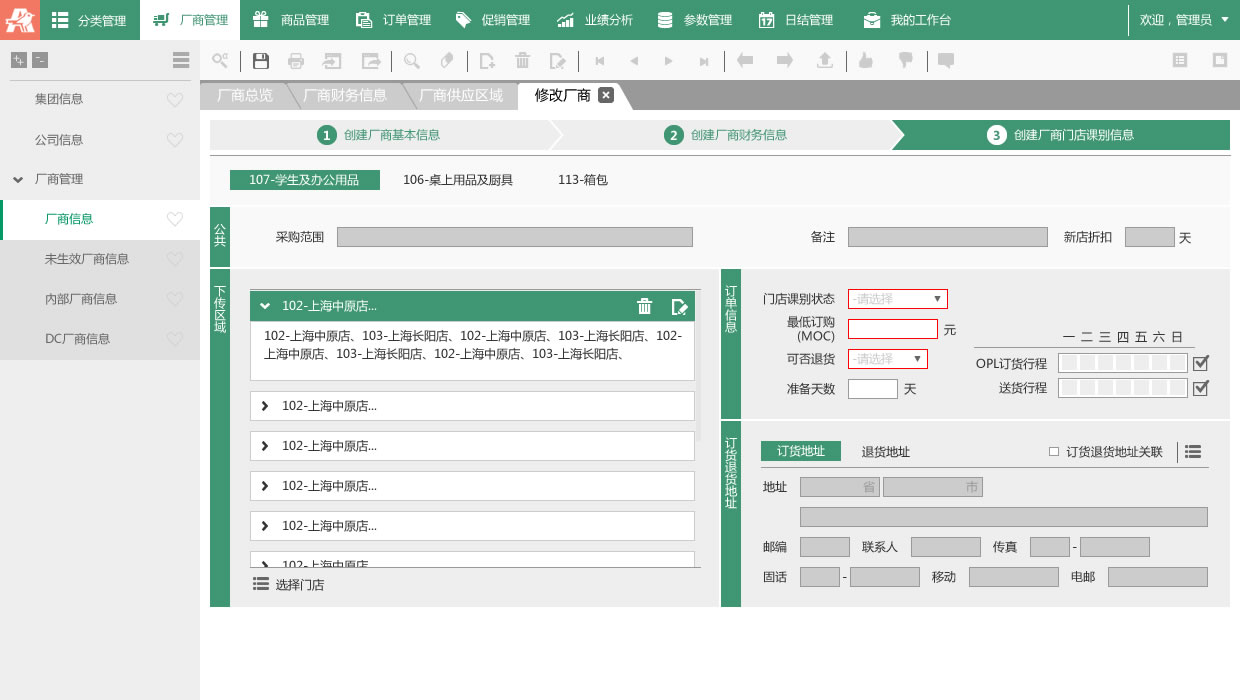 分类管理 厂商管理 商品管理 订单管理 促销管理 业绩分析 参数管理 17 日结管理 我的工作台 欢迎，管理员
集团信息
公司信息
厂商管理
厂商信息
未生效厂商信息
内部厂商信息
DC厂商信息
厂商总览 厂商财务信息 厂商供应区域 修改厂商
1 创建厂商基本信息 2 创建厂商财务信息 3 创建厂商门店课别信息
107-学生及办公用品 106-桌上用品及厨具 113-箱包
公共
采购范围 备注 新店折扣 天
下传区域
102-上海中原店...
102-上海中原店、103-上海长阳店、102-上海中原店、103-上海长阳店、102-
上海中原店、103-上海长阳店、102-上海中原店、103-上海长阳店、
102-上海中原店...
102-上海中原店...
102-上海中原店...
102-上海中原店...
102-上海中原店
选择门店
订单信息
门店课别状态 -请选择
最低订购
(MOC) 元
可否退货 -请选择
准备天数 天
一 二 三 四 五 六 日
OPL订货行程
送货行程
订货退货地址
订货地址 退货地址 订货退货地址关联
地址 省 市
邮编 联系人 传真 -
固话 - 移动 电邮